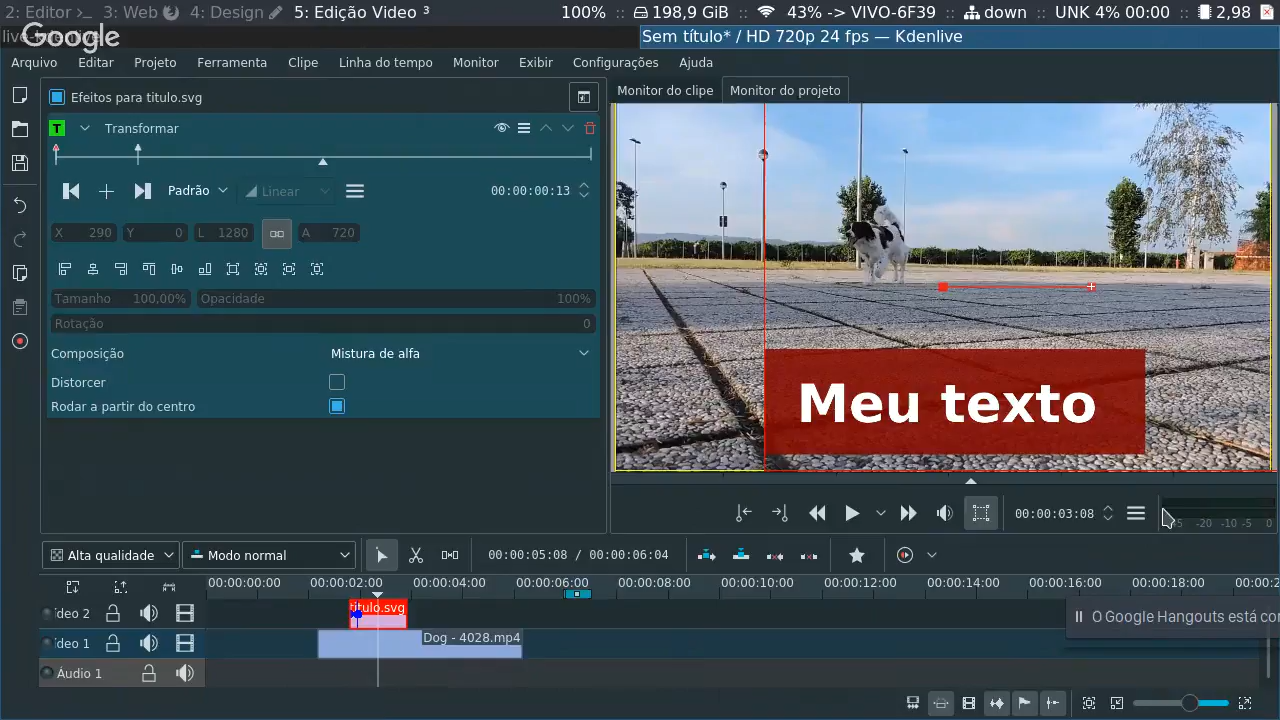 2: Editor >_ 3: Web 4: Design 5: Edição Video ³ 100% :: 198,9 GiB :: 43% -> VIVO-6F39 :: down :: UNK 4% 00:00 :: 2,98
Google
Sem título* / HD 720p 24 fps — Kdenlive
Arquivo Editar Projeto Ferramenta Clipe Linha do tempo Monitor Exibir Configurações Ajuda
Efeitos para titulo.svg
Monitor do clipe Monitor do projeto
T Transformar
Padrão Linear 00:00:00:13
X 290 Y 0 L 1280 A 720
Tamanho 100,00% Opacidade 100%
Rotação 0
Composição Mistura de alfa
Distorcer
Rodar a partir do centro
Meu texto
00:00:03:08
-20 -10 -5 0
Alta qualidade Modo normal 00:00:05:08 / 00:00:06:04
00:00:00:00 00:00:02:00 00:00:04:00 00:00:06:00 00:00:08:00 00:00:10:00 00:00:12:00 00:00:14:00 00:00:16:00 00:00:18:00 00:00:2
ídeo 2 titulo.svg
O Google Hangouts está
ídeo 1 Dog - 4028.mp4
Áudio 1